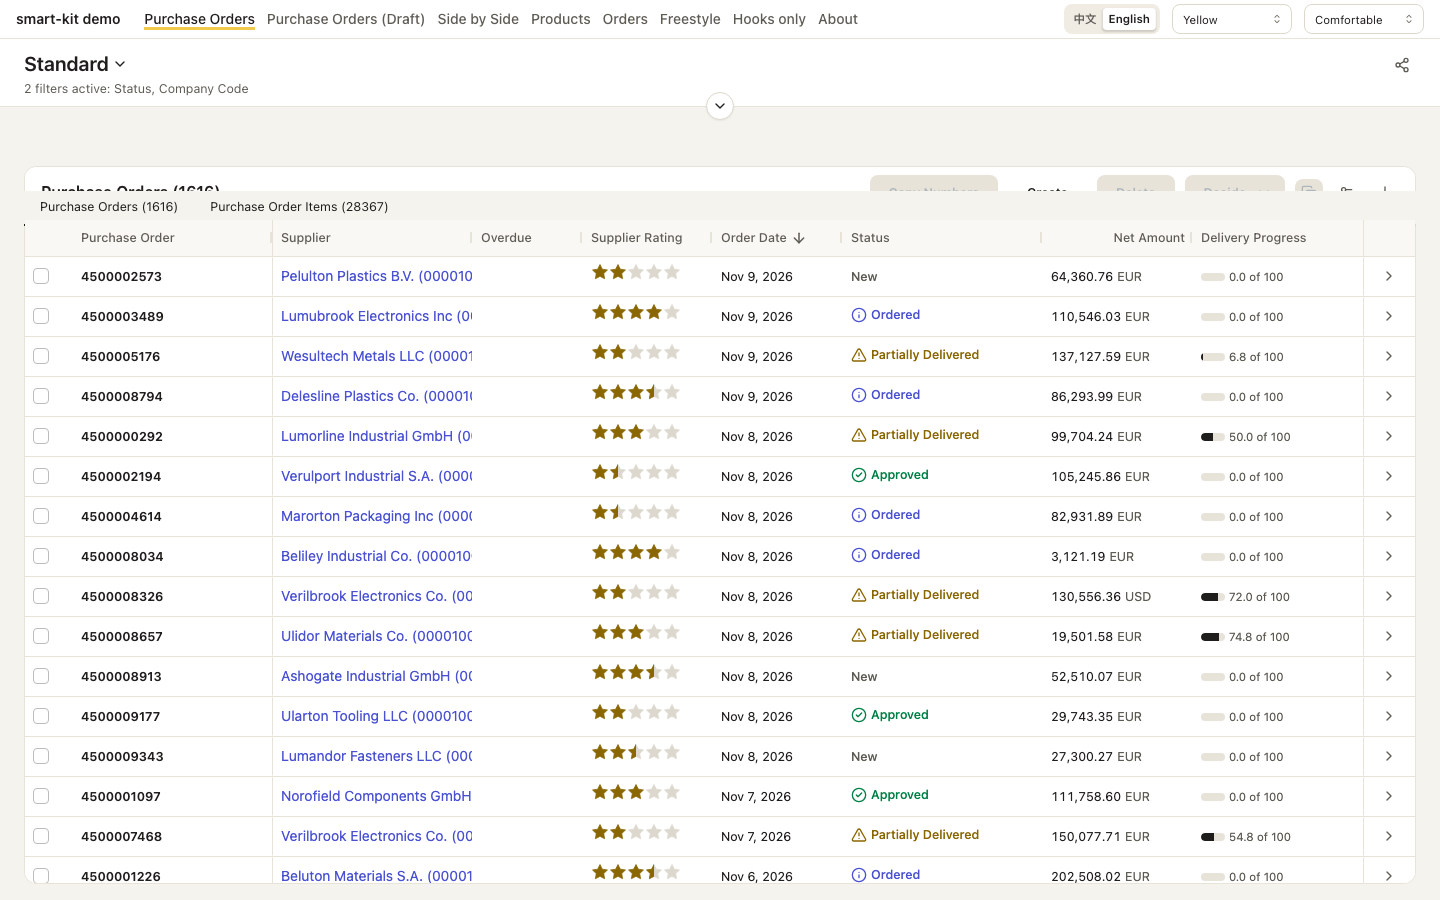 smart-kit demo
Purchase Orders
Purchase Orders (Draft)
Side by Side
Products
Orders
Freestyle
Hooks only
About
中文
English
Yellow
Comfortable
Standard
2 filters active: Status, Company Code
Purchase Orders (1616)
Copy Numbers
Create
Delete
Purchase Orders (1616)
Purchase Order Items (28367)
Purchase Order Supplier Overdue Supplier Rating Order Date Status Net Amount Delivery Progress
4500002573 Pelulton Plastics B.V. (000010 Nov 9, 2026 New 64,360.76 EUR 0.0 of 100
4500003489 Lumubrook Electronics Inc (0 Nov 9, 2026 Ordered 110,546.03 EUR 0.0 of 100
4500005176 Wesultech Metals LLC (00001 Nov 9, 2026 Partially Delivered 137,127.59 EUR 6.8 of 100
4500008794 Delesline Plastics Co. (00001 Nov 9, 2026 Ordered 86,293.99 EUR 0.0 of 100
4500000292 Lumorline Industrial GmbH (0 Nov 8, 2026 Partially Delivered 99,704.24 EUR 50.0 of 100
4500002194 Verulport Industrial S.A. (000 Nov 8, 2026 Approved 105,245.86 EUR 0.0 of 100
4500004614 Marorton Packaging Inc (000 Nov 8, 2026 Ordered 82,931.89 EUR 0.0 of 100
4500008034 Beliley Industrial Co. (000010 Nov 8, 2026 Ordered 3,121.19 EUR 0.0 of 100
4500008326 Verilbrook Electronics Co. (00 Nov 8, 2026 Partially Delivered 130,556.36 USD 72.0 of 100
4500008657 Ulidor Materials Co. (0000100 Nov 8, 2026 Partially Delivered 19,501.58 EUR 74.8 of 100
4500008913 Ashogate Industrial GmbH (00 Nov 8, 2026 New 52,510.07 EUR 0.0 of 100
4500009177 Ularton Tooling LLC (0000100 Nov 8, 2026 Approved 29,743.35 EUR 0.0 of 100
4500009343 Lumandor Fasteners LLC (000 Nov 8, 2026 New 27,300.27 EUR 0.0 of 100
4500001097 Norofield Components GmbH Nov 7, 2026 Approved 111,758.60 EUR 0.0 of 100
4500007468 Verilbrook Electronics Co. (00 Nov 7, 2026 Partially Delivered 150,077.71 EUR 54.8 of 100
4500001226 Beluton Materials S.A. (00001 Nov 6, 2026 Ordered 202,508.02 EUR 0.0 of 100